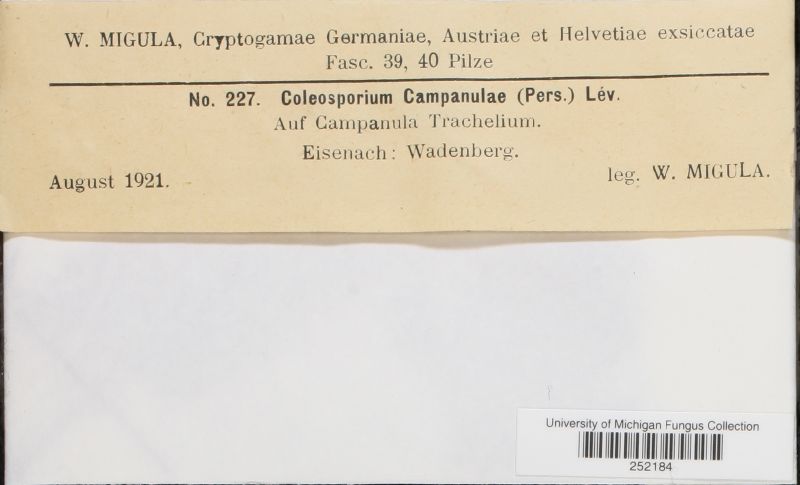 W. MIGULA, Cryptogamae Germaniae, Austriae et Helvetiae exsiccatae
Fasc. 39, 40 Pilze
No. 227. Coleosporium Campanulae (Pers.) Lév.
Auf Campanula Trachelium.
Eisenach: Wadenberg.
August 1921.
leg. W. MIGULA.
University of Michigan Fungus Collection
252184